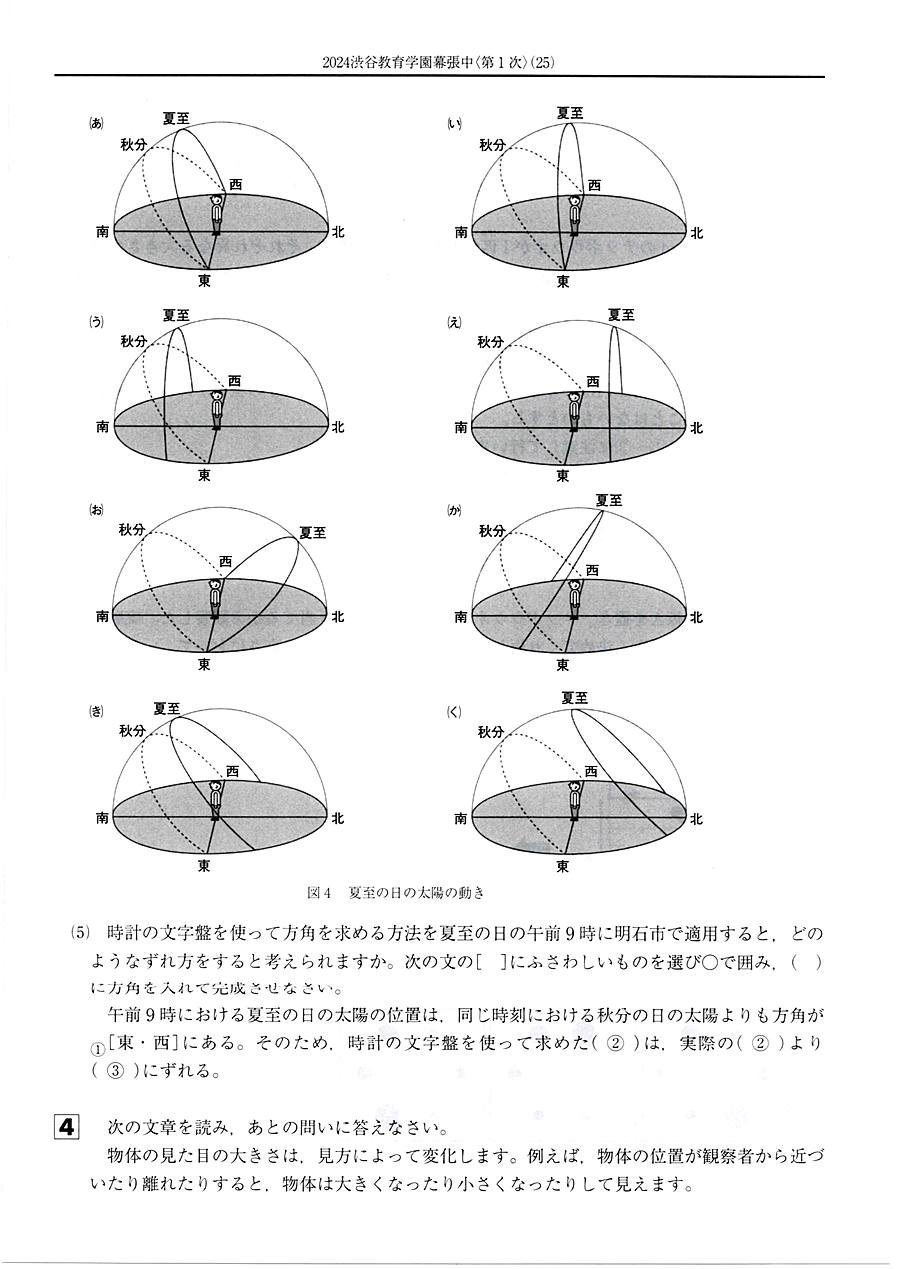 2024渋谷教育学園幕張中〈第1次〉(25)
(あ) 夏至 秋分 西 南 北 東
(い) 夏至 秋分 西 南 北 東
(う) 夏至 秋分 西 南 北 東
(え) 夏至 秋分 西 南 北 東
(お) 夏至 秋分 西 南 北 東
(か) 夏至 秋分 西 南 北 東
(き) 夏至 秋分 西 南 北 東
(く) 夏至 秋分 西 南 北 東
図4 夏至の日の太陽の動き
(5) 時計の文字盤を使って方角を求める方法を夏至の日の午前9時に明石市で適用すると，どの
ようなずれ方をすると考えられますか。次の文の[ ]にふさわしいものを選び○で囲み，( )
に方角を入れて完成させなさい。
午前9時における夏至の日の太陽の位置は，同じ時刻における秋分の日の太陽よりも方角が
①[東・西]にある。そのため，時計の文字盤を使って求めた( ② )は，実際の( ② )より
( ③ )にずれる。
4 次の文章を読み，あとの問いに答えなさい。
物体の見た目の大きさは，見方によって変化します。例えば，物体の位置が観察者から近づ
いたり離れたりすると，物体は大きくなったり小さくなったりして見えます。